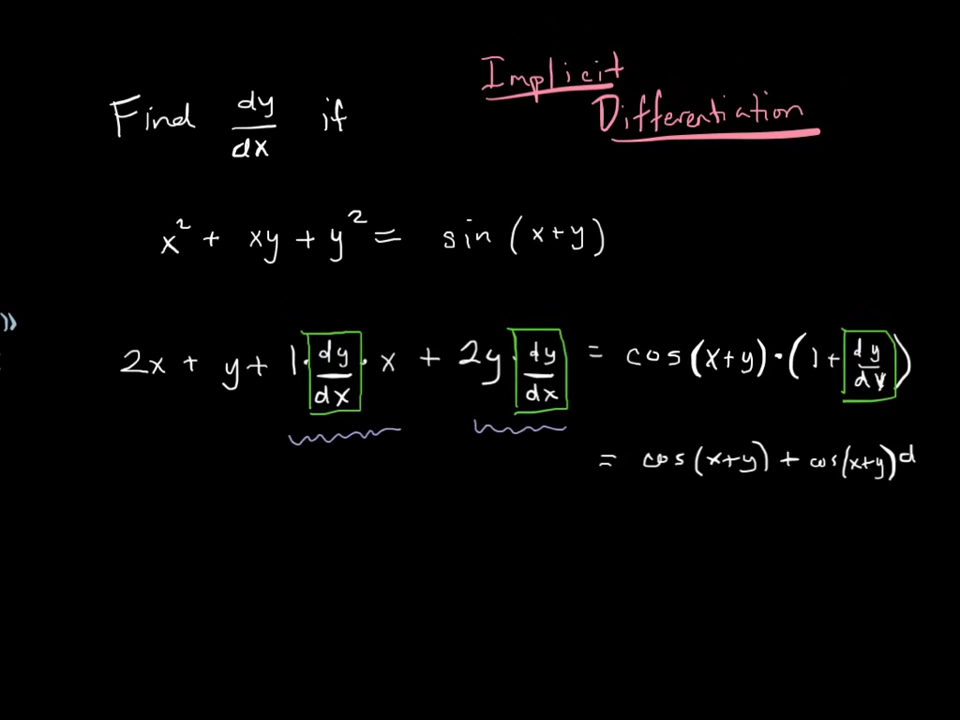 Implicit
Differentiation
Find dy/dx if
x² + xy + y² = sin (x+y)
))
2x + y + 1 · dy/dx · x + 2y · dy/dx = cos(x+y) · (1 + dy/dx)
= cos(x+y) + cos(x+y) d